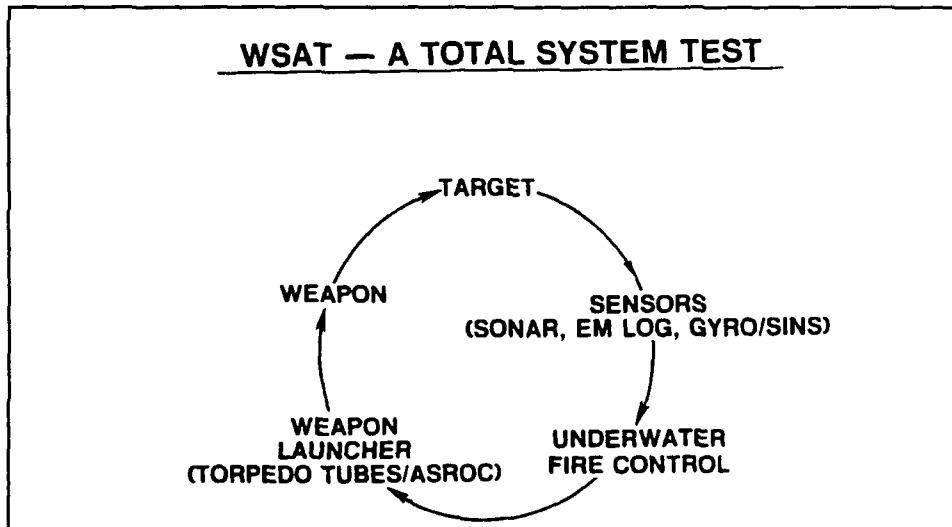 WSAT — A TOTAL SYSTEM TEST
TARGET
SENSORS
(SONAR, EM LOG, GYRO/SINS)
UNDERWATER
FIRE CONTROL
WEAPON
LAUNCHER
(TORPEDO TUBES/ASROC)
WEAPON